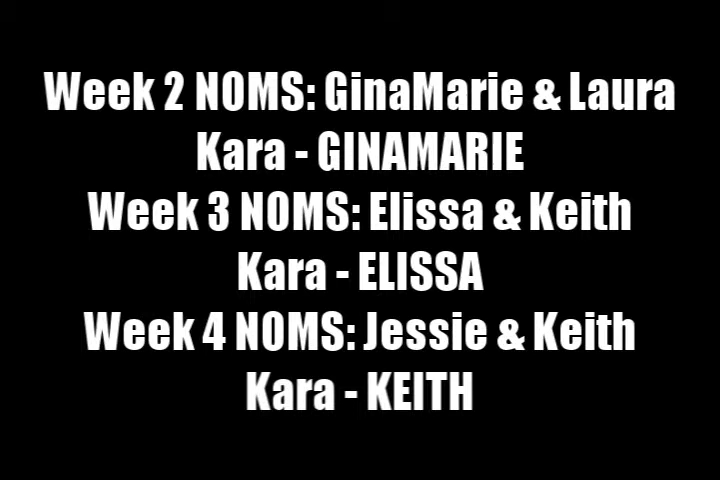 Week 2 NOMS: GinaMarie & Laura
Kara - GINAMARIE
Week 3 NOMS: Elissa & Keith
Kara - ELISSA
Week 4 NOMS: Jessie & Keith
Kara - KEITH